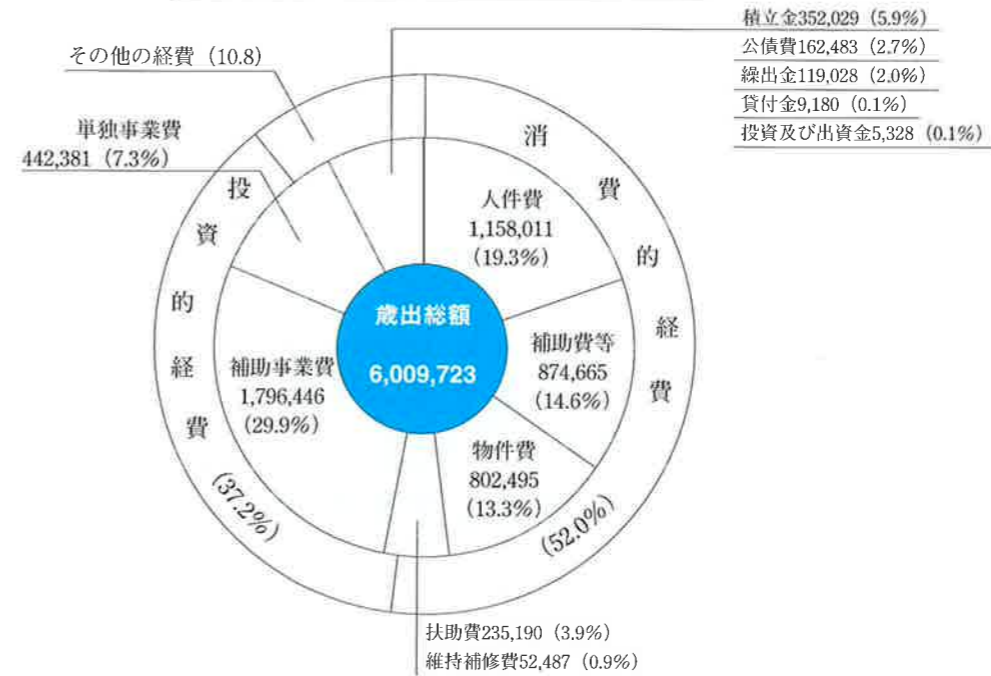 積立金352,029（5.9%）
公債費162,483（2.7%）
繰出金119,028（2.0%）
貸付金9,180（0.1%）
投資及び出資金5,328（0.1%）
その他の経費（10.8）
単独事業費
442,381（7.3%）
消費的経費
(52.0%)
投資的経費
(37.2%)
人件費
1,158,011
（19.3%）
補助費等
874,665
（14.6%）
物件費
802,495
（13.3%）
補助事業費
1,796,446
（29.9%）
歳出総額
6,009,723
扶助費235,190（3.9%）
維持補修費52,487（0.9%）